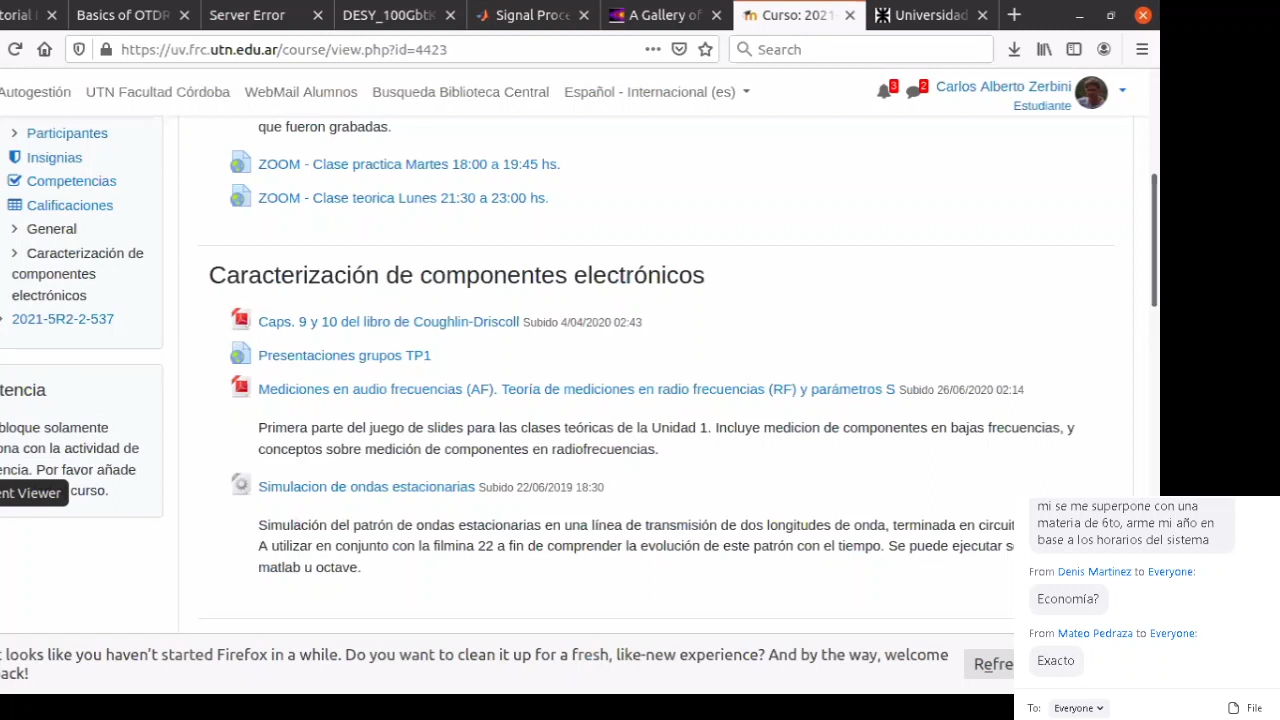 torial
Basics of OTDR
Server Error
DESY_100Gbt
Signal Proce
A Gallery of
Curso: 2021
Universidad
https://uv.frc.utn.edu.ar/course/view.php?id=4423
Search
Autogestión
UTN Facultad Córdoba
WebMail Alumnos
Busqueda Biblioteca Central
Español - Internacional (es)
3
2
Carlos Alberto Zerbini
Estudiante
Participantes
Insignias
Competencias
Calificaciones
General
Caracterización de
componentes
electrónicos
2021-5R2-2-537
tencia
bloque solamente
ona con la actividad de
encia. Por favor añade
curso.
ent Viewer
que fueron grabadas.
ZOOM - Clase practica Martes 18:00 a 19:45 hs.
ZOOM - Clase teorica Lunes 21:30 a 23:00 hs.
Caracterización de componentes electrónicos
Caps. 9 y 10 del libro de Coughlin-Driscoll Subido 4/04/2020 02:43
Presentaciones grupos TP1
Mediciones en audio frecuencias (AF). Teoría de mediciones en radio frecuencias (RF) y parámetros S Subido 26/06/2020 02:14
Primera parte del juego de slides para las clases teóricas de la Unidad 1. Incluye medicion de componentes en bajas frecuencias, y
conceptos sobre medición de componentes en radiofrecuencias.
Simulacion de ondas estacionarias Subido 22/06/2019 18:30
Simulación del patrón de ondas estacionarias en una línea de transmisión de dos longitudes de onda, terminada en circuit
A utilizar en conjunto con la filmina 22 a fin de comprender la evolución de este patrón con el tiempo. Se puede ejecutar s
matlab u octave.
t looks like you haven't started Firefox in a while. Do you want to clean it up for a fresh, like-new experience? And by the way, welcome
back!
Refre
mi se me superpone con una
materia de 6to, arme mi año en
base a los horarios del sistema
From Denis Martinez to Everyone:
Economía?
From Mateo Pedraza to Everyone:
Exacto
To: Everyone
File